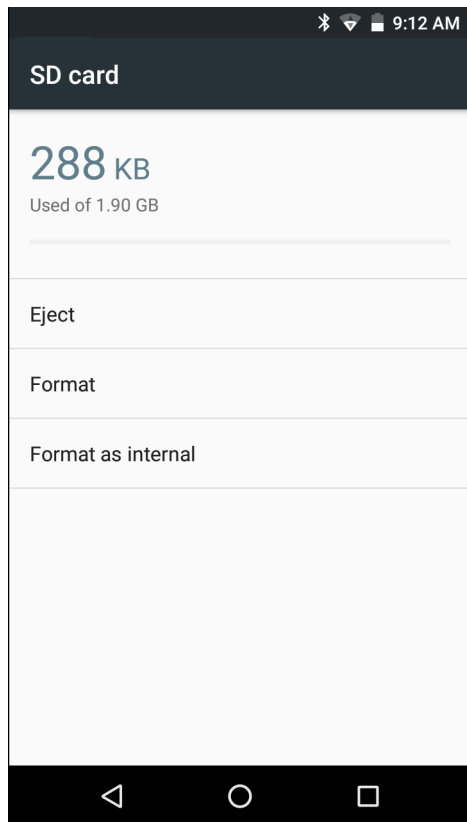 9:12 AM
SD card
288 KB
Used of 1.90 GB
Eject
Format
Format as internal